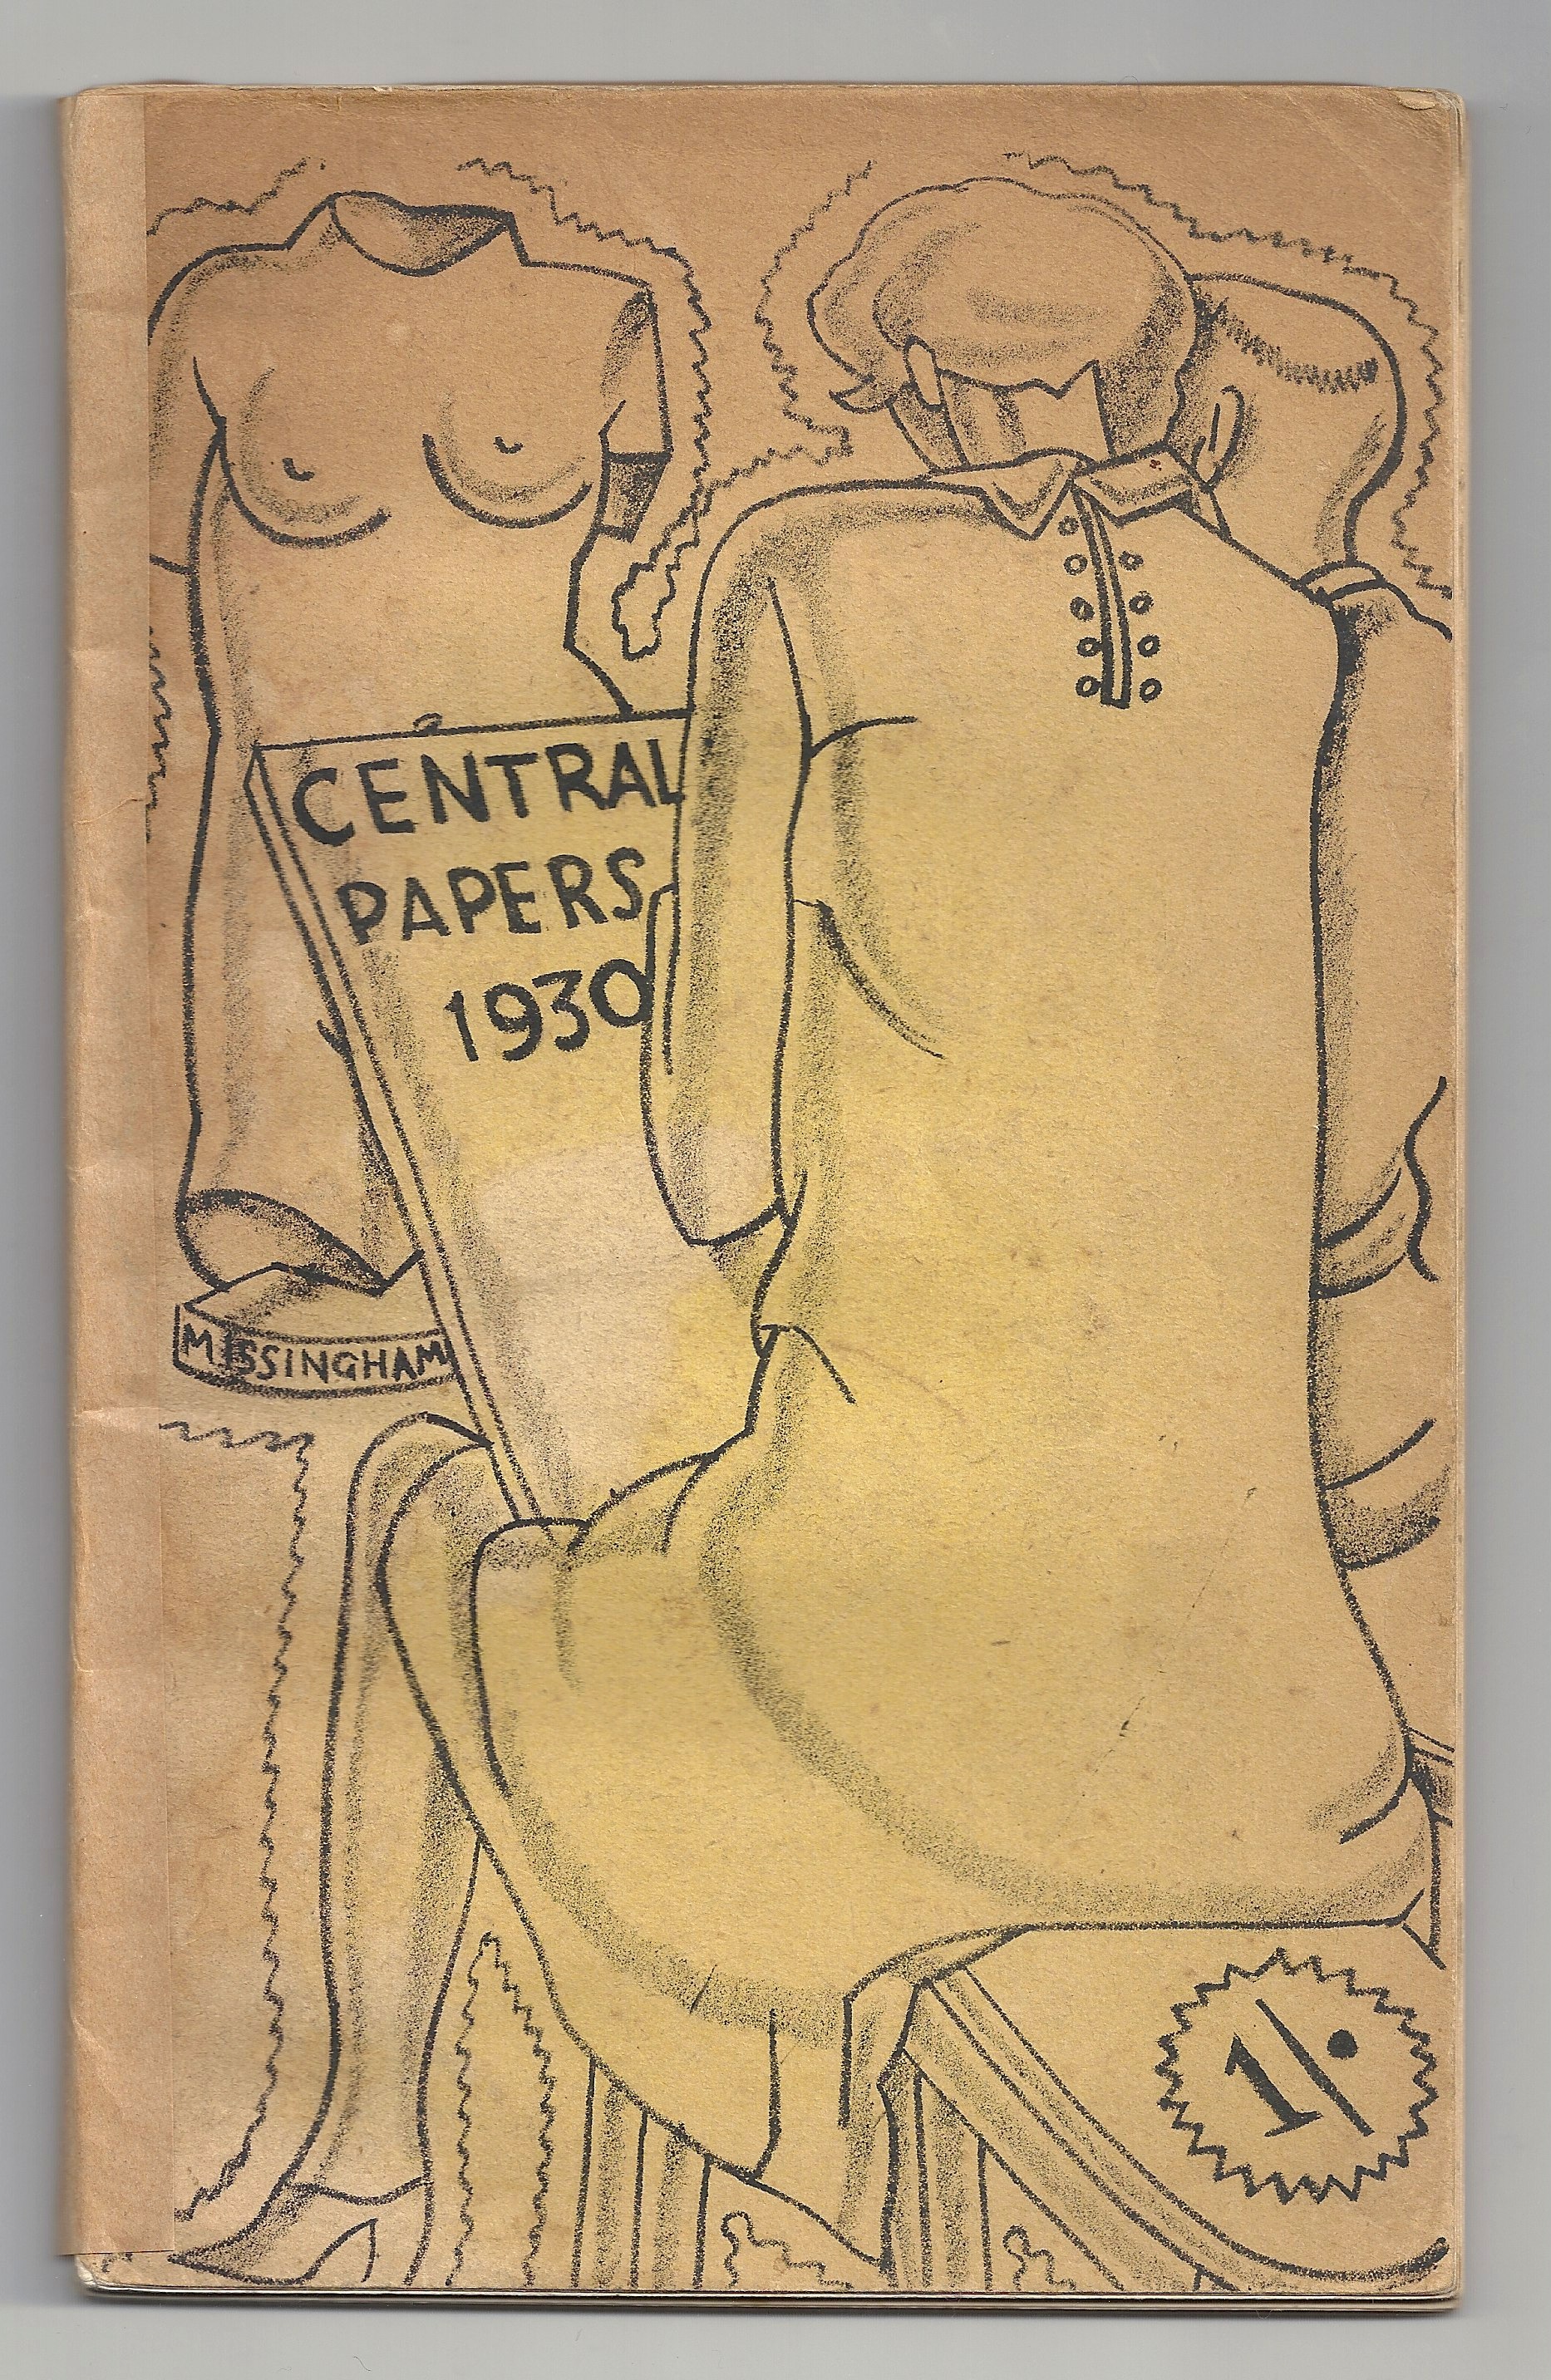 CENTRAL
PAPERS
1930
MISSINGHAM
1/•